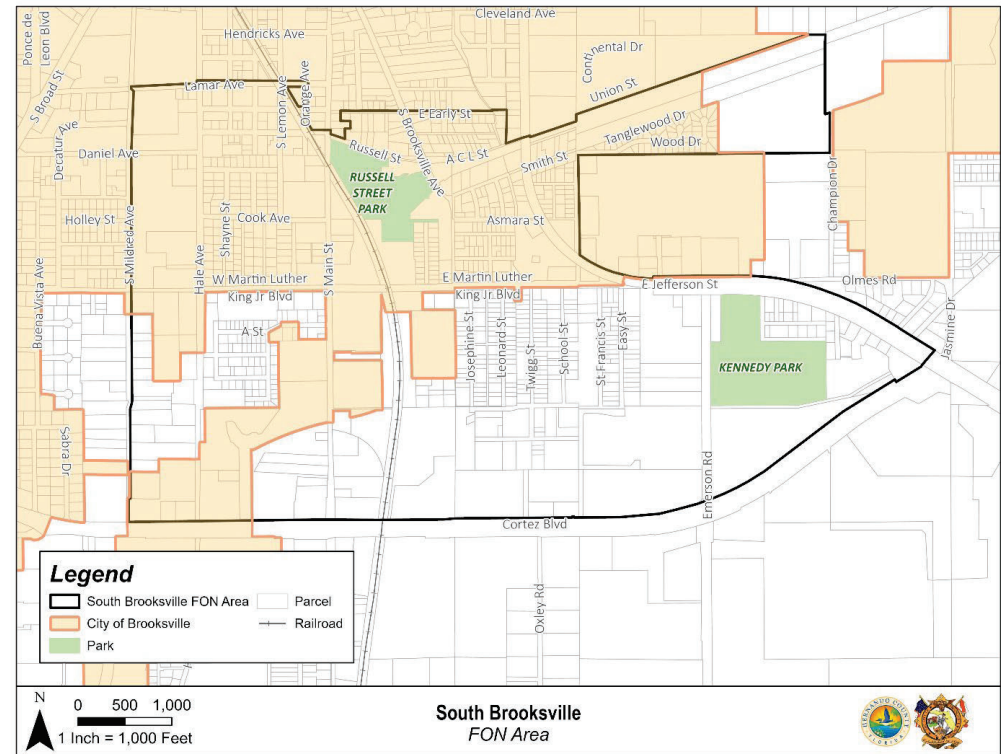 Cleveland Ave
Ponce de
Leon Blvd
Hendricks Ave
Continental Dr
S Broad St
Lamar Ave
S Lemon Ave
Orange Ave
Union St
E Early St
S Brooksville Ave
Tanglewood Dr
Wood Dr
Decatur Ave
Daniel Ave
Russell St
A C L St
Smith St
RUSSELL
STREET
PARK
Champion Dr
Holley St
S Mildred Ave
Shayne St
Cook Ave
Asmara St
Hale Ave
S Main St
W Martin Luther
King Jr Blvd
E Martin Luther
King Jr Blvd
E Jefferson St
Olmes Rd
Buena Vista Ave
A St
Josephine St
Leonard St
Twigg St
School St
St Francis St
Easy St
Jasmine Dr
KENNEDY PARK
Sabra Dr
Emerson Rd
Cortez Blvd
Oxley Rd
Legend
South Brooksville FON Area
Parcel
City of Brooksville
Railroad
Park
N
0 500 1,000
1 Inch = 1,000 Feet
South Brooksville
FON Area
HERNANDO COUNTY
FLORIDA